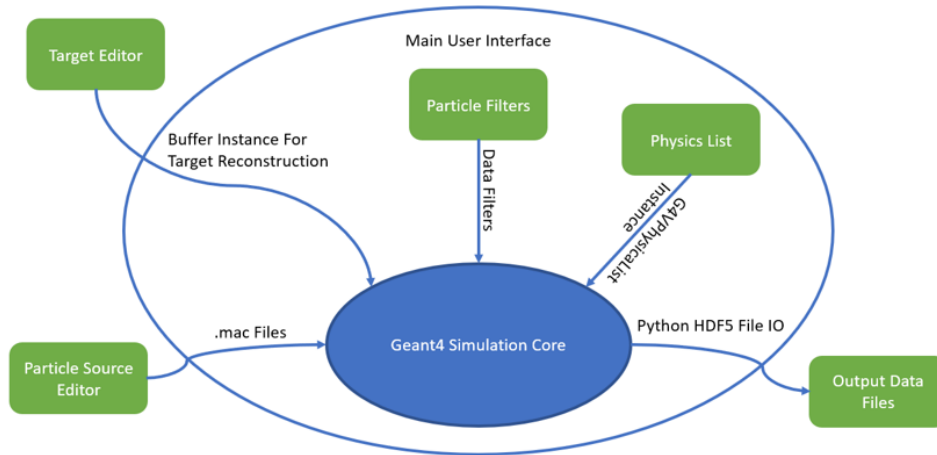 Target Editor
Main User Interface
Particle Filters
Buffer Instance For
Target Reconstruction
Physics List
Data Filters
G4VPhysicaList
Instance
.mac Files
Geant4 Simulation Core
Python HDF5 File IO
Particle Source
Editor
Output Data
Files